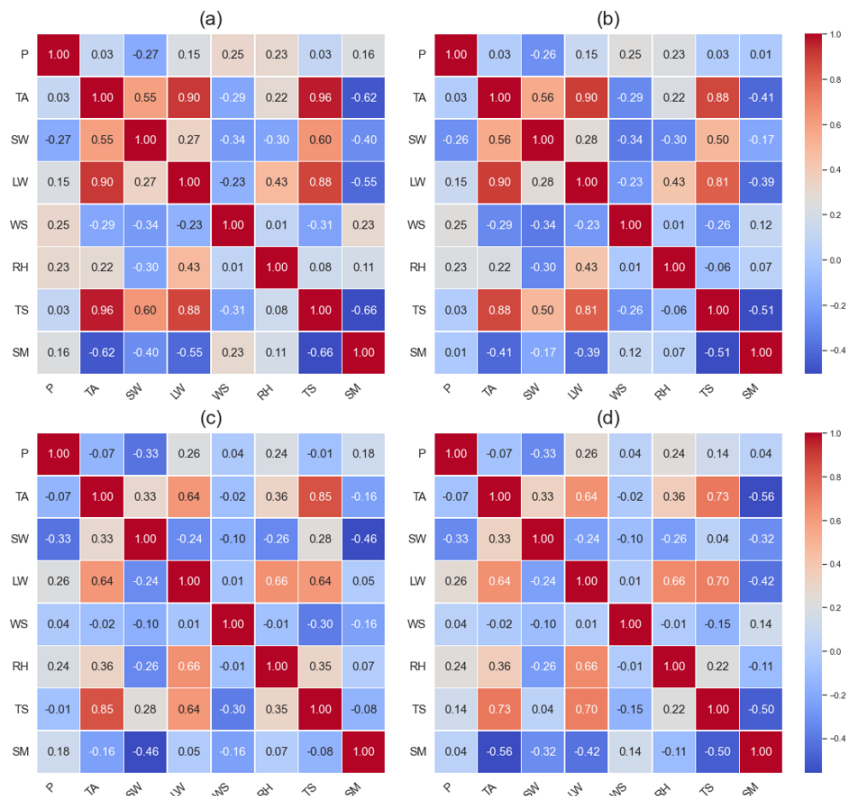 (a)
P 1.00 0.03 -0.27 0.15 0.25 0.23 0.03 0.16
TA 0.03 1.00 0.55 0.90 -0.29 0.22 0.96 -0.62
SW -0.27 0.55 1.00 0.27 -0.34 -0.30 0.60 -0.40
LW 0.15 0.90 0.27 1.00 -0.23 0.43 0.88 -0.55
WS 0.25 -0.29 -0.34 -0.23 1.00 0.01 -0.31 0.23
RH 0.23 0.22 -0.30 0.43 0.01 1.00 0.08 0.11
TS 0.03 0.96 0.60 0.88 -0.31 0.08 1.00 -0.66
SM 0.16 -0.62 -0.40 -0.55 0.23 0.11 -0.66 1.00
P TA SW LW WS RH TS SM
(b)
P 1.00 0.03 -0.26 0.15 0.25 0.23 0.03 0.01
TA 0.03 1.00 0.56 0.90 -0.29 0.22 0.88 -0.41
SW -0.26 0.56 1.00 0.28 -0.34 -0.30 0.50 -0.17
LW 0.15 0.90 0.28 1.00 -0.23 0.43 0.81 -0.39
WS 0.25 -0.29 -0.34 -0.23 1.00 0.01 -0.26 0.12
RH 0.23 0.22 -0.30 0.43 0.01 1.00 -0.06 0.07
TS 0.03 0.88 0.50 0.81 -0.26 -0.06 1.00 -0.51
SM 0.01 -0.41 -0.17 -0.39 0.12 0.07 -0.51 1.00
P TA SW LW WS RH TS SM
1.0
0.8
0.6
0.4
0.2
0.0
-0.2
-0.4
(c)
P 1.00 -0.07 -0.33 0.26 0.04 0.24 -0.01 0.18
TA -0.07 1.00 0.33 0.64 -0.02 0.36 0.85 -0.16
SW -0.33 0.33 1.00 -0.24 -0.10 -0.26 0.28 -0.46
LW 0.26 0.64 -0.24 1.00 0.01 0.66 0.64 0.05
WS 0.04 -0.02 -0.10 0.01 1.00 -0.01 -0.30 -0.16
RH 0.24 0.36 -0.26 0.66 -0.01 1.00 0.35 0.07
TS -0.01 0.85 0.28 0.64 -0.30 0.35 1.00 -0.08
SM 0.18 -0.16 -0.46 0.05 -0.16 0.07 -0.08 1.00
P TA SW LW WS RH TS SM
(d)
P 1.00 -0.07 -0.33 0.26 0.04 0.24 0.14 0.04
TA -0.07 1.00 0.33 0.64 -0.02 0.36 0.73 -0.56
SW -0.33 0.33 1.00 -0.24 -0.10 -0.26 0.04 -0.32
LW 0.26 0.64 -0.24 1.00 0.01 0.66 0.70 -0.42
WS 0.04 -0.02 -0.10 0.01 1.00 -0.01 -0.15 0.14
RH 0.24 0.36 -0.26 0.66 -0.01 1.00 0.22 -0.11
TS 0.14 0.73 0.04 0.70 -0.15 0.22 1.00 -0.50
SM 0.04 -0.56 -0.32 -0.42 0.14 -0.11 -0.50 1.00
P TA SW LW WS RH TS SM
1.0
0.8
0.6
0.4
0.2
0.0
-0.2
-0.4